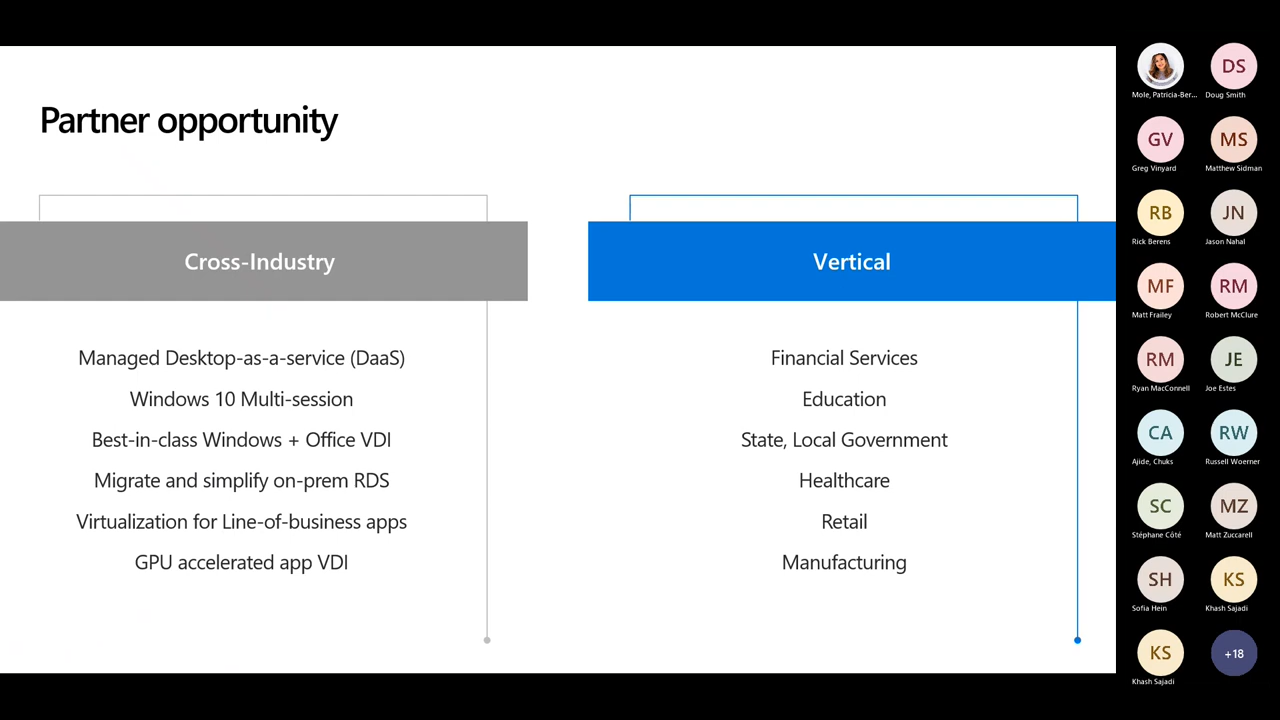 Partner opportunity
Cross-Industry
Managed Desktop-as-a-service (DaaS)
Windows 10 Multi-session
Best-in-class Windows + Office VDI
Migrate and simplify on-prem RDS
Virtualization for Line-of-business apps
GPU accelerated app VDI
Vertical
Financial Services
Education
State, Local Government
Healthcare
Retail
Manufacturing
Mole, Patricia-Ber...
DS
Doug Smith
GV
Greg Vinyard
MS
Matthew Sidman
RB
Rick Berens
JN
Jason Nahal
MF
Matt Frailey
RM
Robert McClure
RM
Ryan MacConnell
JE
Joe Estes
CA
Ajide, Chuks
RW
Russell Woerner
SC
Stéphane Côté
MZ
Matt Zuccarell
SH
Sofia Hein
KS
Khash Sajadi
KS
Khash Sajadi
+18